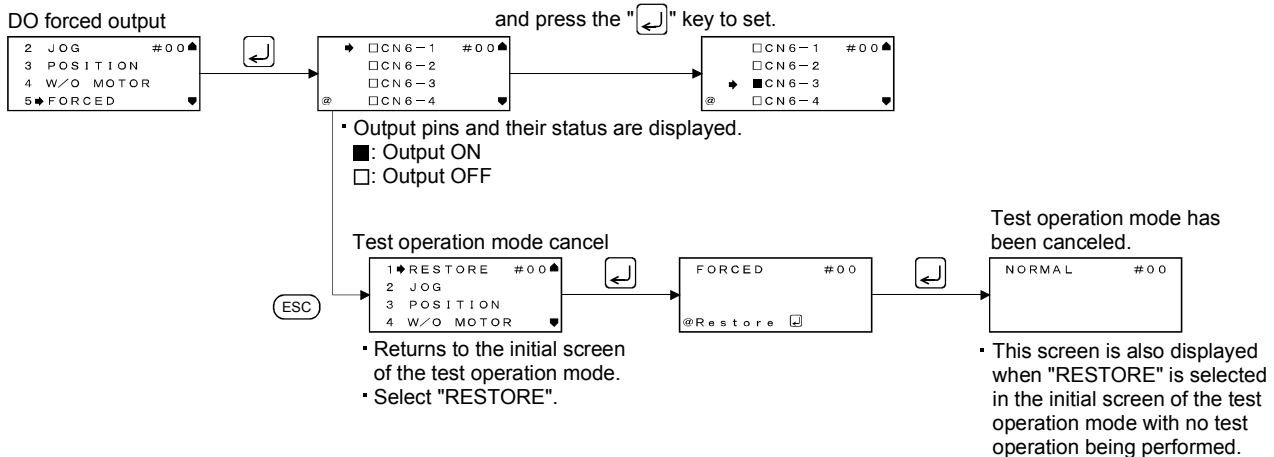 DO forced output
and press the "↵" key to set.
2 JOG #00▲
3 POSITION
4 W/O MOTOR
5➧FORCED ▼
↵
➧ □CN6-1 #00▲
□CN6-2
□CN6-3
@ □CN6-4 ▼
□CN6-1 #00▲
□CN6-2
➧ ■CN6-3
@ □CN6-4 ▼
▪ Output pins and their status are displayed.
■: Output ON
□: Output OFF
Test operation mode cancel
Test operation mode has
been canceled.
ESC
1➧RESTORE #00▲
2 JOG
3 POSITION
4 W/O MOTOR ▼
↵
FORCED #00
@Restore ↵
↵
NORMAL #00
▪ Returns to the initial screen
of the test operation mode.
▪ Select "RESTORE".
▪ This screen is also displayed
when "RESTORE" is selected
in the initial screen of the test
operation mode with no test
operation being performed.